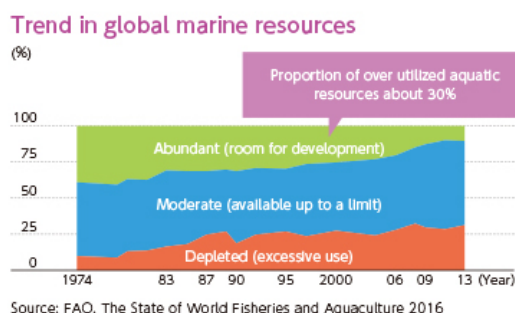 Trend in global marine resources
(%)
Proportion of over utilized aquatic
resources about 30%
100
Abundant (room for development)
75
50
Moderate (available up to a limit)
25
Depleted (excessive use)
0
1974 83 87 90 95 2000 06 09 13 (Year)
Source: FAO, The State of World Fisheries and Aquaculture 2016